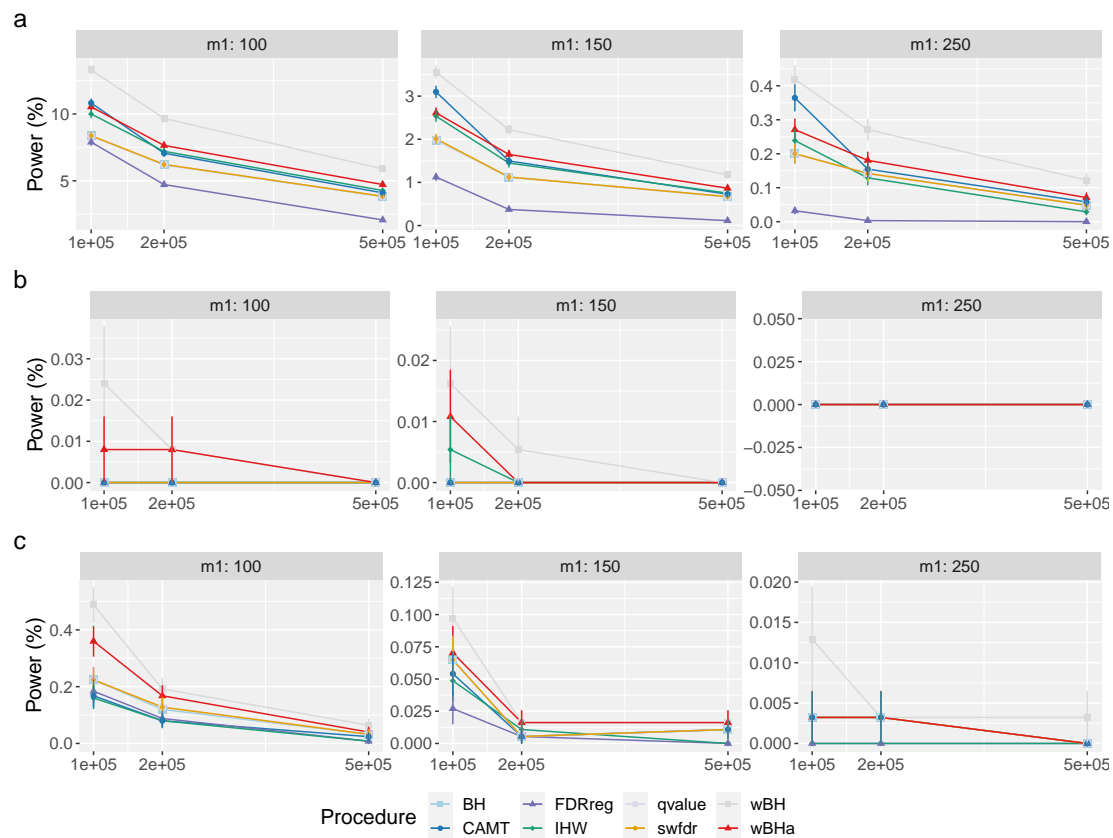 a
m1: 100
m1: 150
m1: 250
Power (%)
10
5
3
2
1
0
0.4
0.3
0.2
0.1
0.0
1e+05 2e+05 5e+05
1e+05 2e+05 5e+05
1e+05 2e+05 5e+05
b
m1: 100
m1: 150
m1: 250
Power (%)
0.03
0.02
0.01
0.00
0.02
0.01
0.00
0.050
0.025
0.000
−0.025
−0.050
1e+05 2e+05 5e+05
1e+05 2e+05 5e+05
1e+05 2e+05 5e+05
c
m1: 100
m1: 150
m1: 250
Power (%)
0.4
0.2
0.0
0.125
0.100
0.075
0.050
0.025
0.000
0.020
0.015
0.010
0.005
0.000
1e+05 2e+05 5e+05
1e+05 2e+05 5e+05
1e+05 2e+05 5e+05
Procedure
BH FDRreg qvalue wBH
CAMT IHW swfdr wBHa